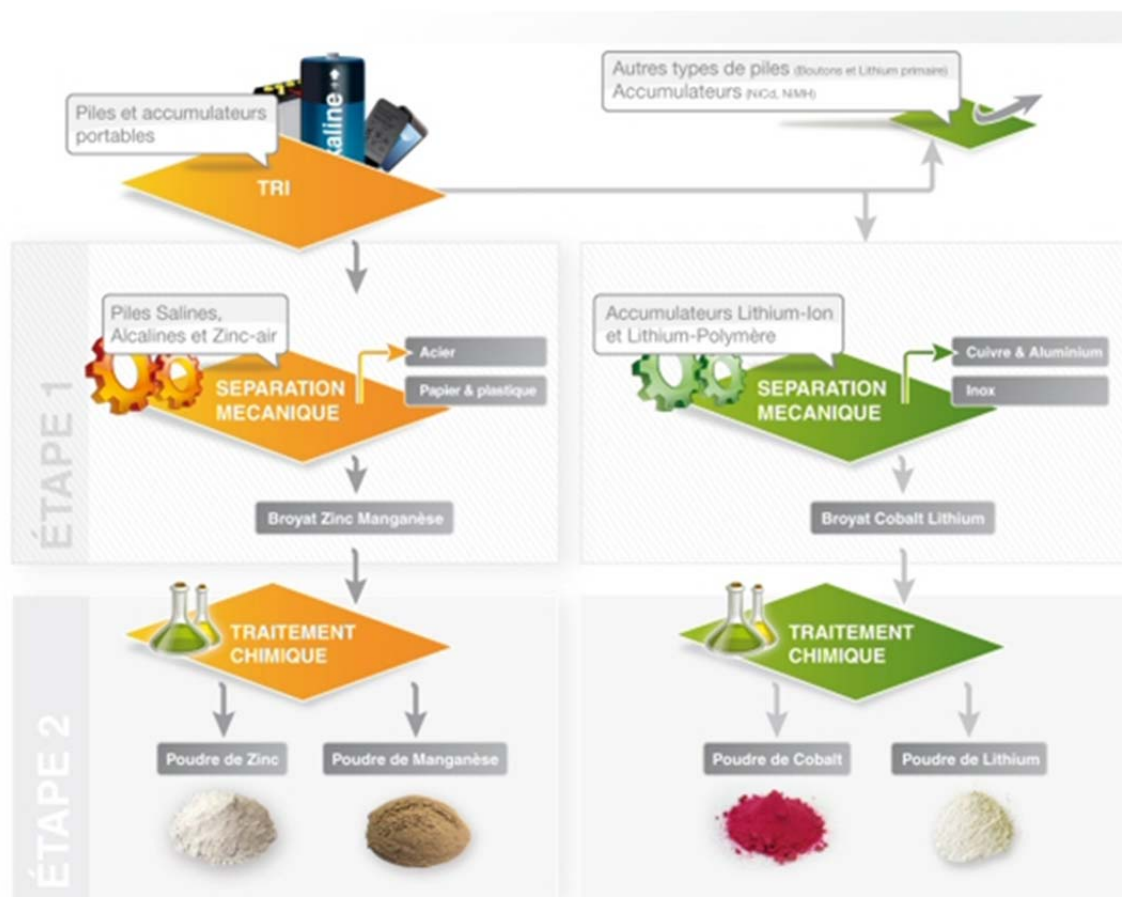 Piles et accumulateurs
portables
kaline
TRI
Autres types de piles (Boutons et Lithium primaire)
Accumulateurs (NiCd, NiMH)
ÉTAPE 1
Piles Salines,
Alcalines et Zinc-air
SEPARATION
MECANIQUE
Acier
Papier & plastique
Broyat Zinc Manganèse
Accumulateurs Lithium-Ion
et Lithium-Polymère
SEPARATION
MECANIQUE
Cuivre & Aluminium
Inox
Broyat Cobalt Lithium
ÉTAPE 2
TRAITEMENT
CHIMIQUE
Poudre de Zinc
Poudre de Manganèse
TRAITEMENT
CHIMIQUE
Poudre de Cobalt
Poudre de Lithium